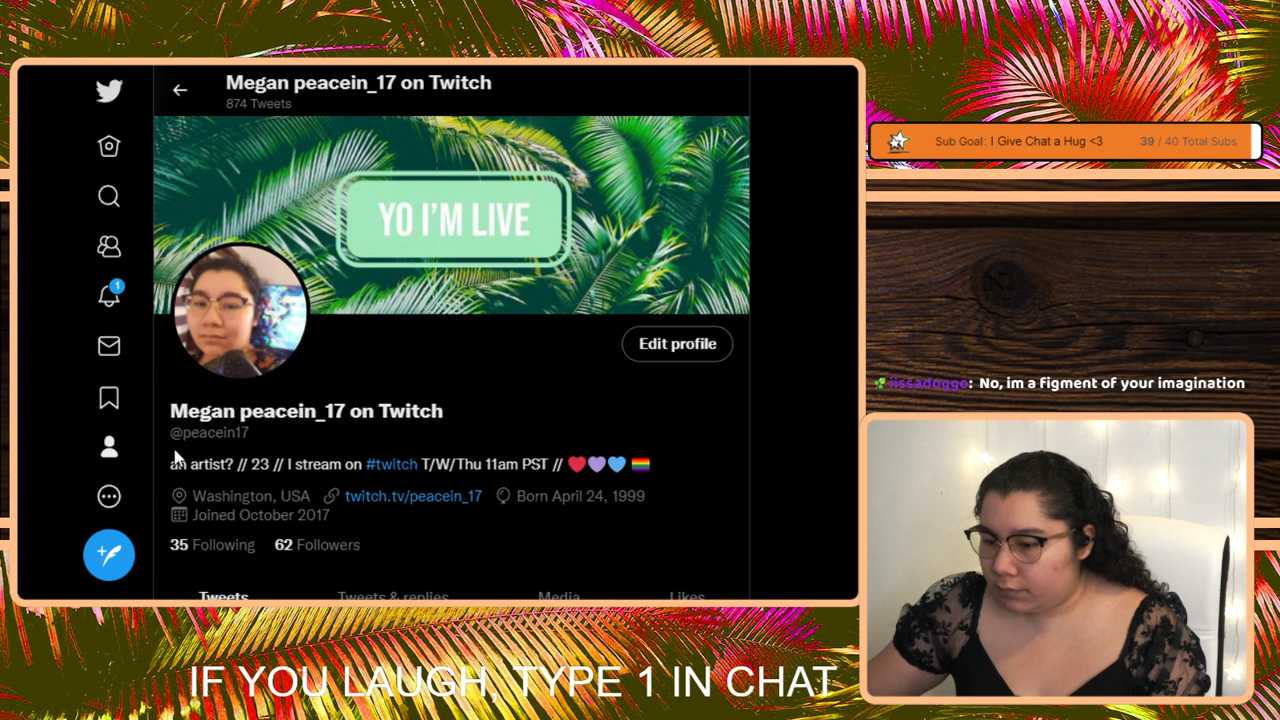 Megan peacein_17 on Twitch
874 Tweets
YO I'M LIVE
Edit profile
Megan peacein_17 on Twitch
@peacein17
an artist? // 23 // I stream on #twitch T/W/Thu 11am PST //
Washington, USA twitch.tv/peacein_17 Born April 24, 1999
Joined October 2017
35 Following 62 Followers
Tweets Tweets & replies Media Likes
1
Sub Goal: I Give Chat a Hug <3 39 / 40 Total Subs
lissadoggo: No, im a figment of your imagination
IF YOU LAUGH, TYPE 1 IN CHAT